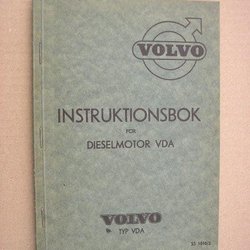 VOLVO
INSTRUKTIONSBOK
FÖR
DIESELMOTOR VDA
VOLVO
TYP VDA